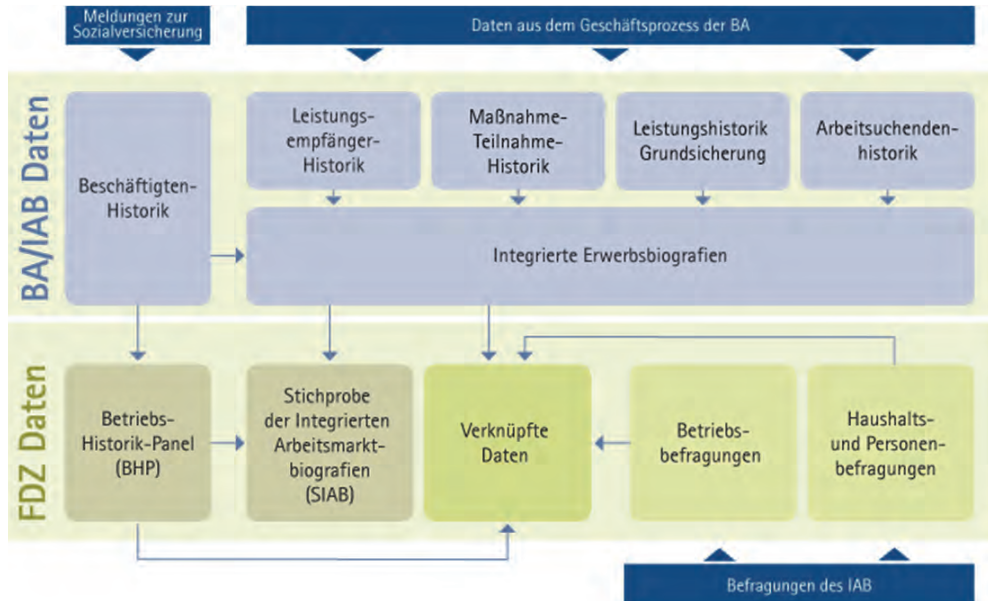 Meldungen zur
Sozialversicherung
Daten aus dem Geschäftsprozess der BA
BA/IAB Daten
Beschäftigten-
Historik
Leistungs-
empfänger-
Historik
Maßnahme-
Teilnahme-
Historik
Leistungshistorik
Grundsicherung
Arbeitsuchenden-
historik
Integrierte Erwerbsbiografien
FDZ Daten
Betriebs-
Historik-Panel
(BHP)
Stichprobe
der Integrierten
Arbeitsmarkt-
biografien
(SIAB)
Verknüpfte
Daten
Betriebs-
befragungen
Haushalts-
und Personen-
befragungen
Befragungen des IAB